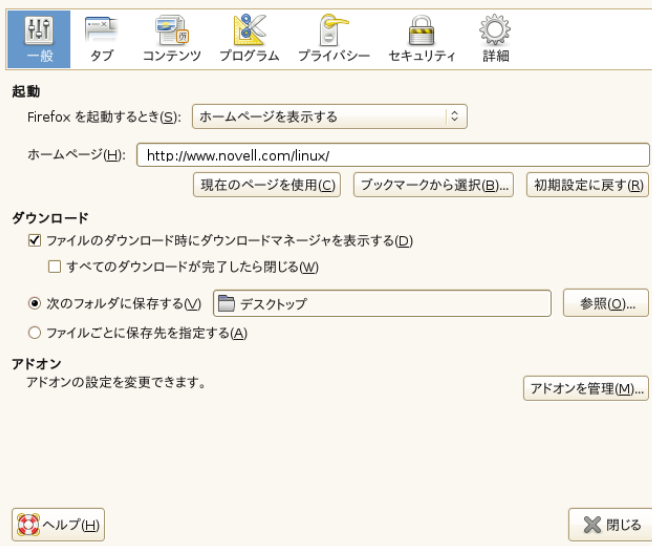 一般 タブ コンテンツ プログラム プライバシー セキュリティ 詳細
起動
Firefox を起動するとき(S): ホームページを表示する
ホームページ(H): http://www.novell.com/linux/
現在のページを使用(C) ブックマークから選択(B)... 初期設定に戻す(R)
ダウンロード
ファイルのダウンロード時にダウンロードマネージャを表示する(D)
すべてのダウンロードが完了したら閉じる(W)
次のフォルダに保存する(V) デスクトップ 参照(O)...
ファイルごとに保存先を指定する(A)
アドオン
アドオンの設定を変更できます。
アドオンを管理(M)...
ヘルプ(H) 閉じる